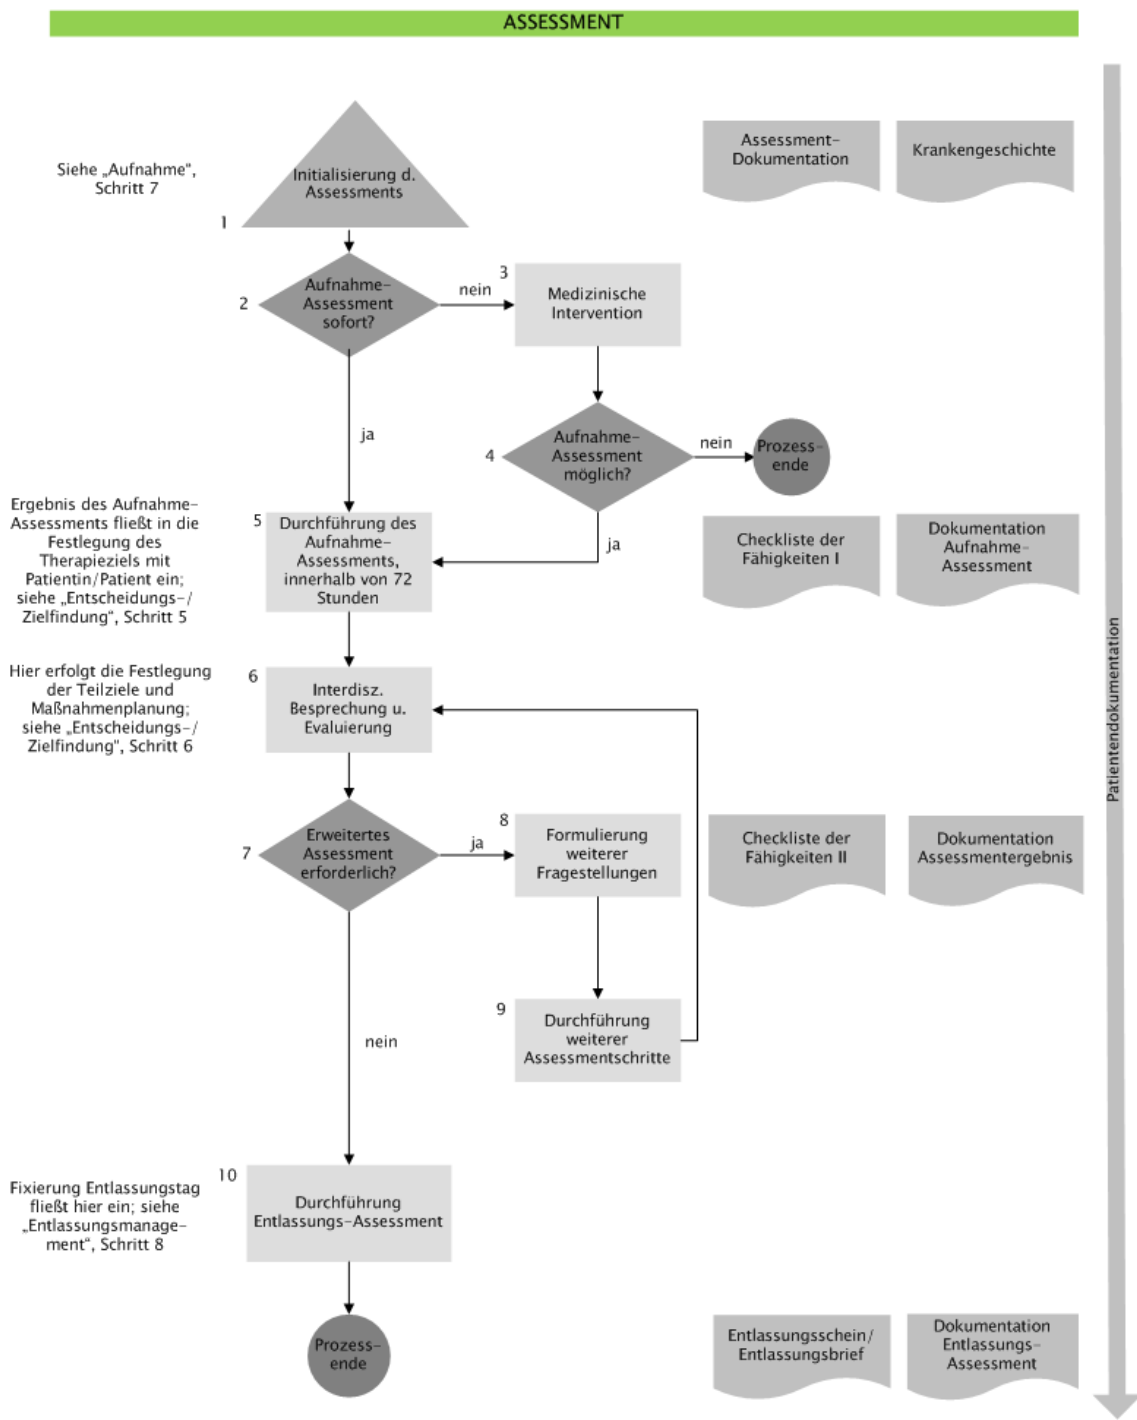 ASSESSMENT
Siehe „Aufnahme“,
Schritt 7
1
Initialisierung d.
Assessments
Assessment-
Dokumentation
Krankengeschichte
2
Aufnahme-
Assessment
sofort?
nein
3
Medizinische
Intervention
ja
4
Aufnahme-
Assessment
möglich?
nein
Prozess-
ende
ja
Ergebnis des Aufnahme-
Assessments fließt in die
Festlegung des
Therapieziels mit
Patientin/Patient ein;
siehe „Entscheidungs-/
Zielfindung“, Schritt 5
5
Durchführung des
Aufnahme-
Assessments,
innerhalb von 72
Stunden
Checkliste der
Fähigkeiten I
Dokumentation
Aufnahme-
Assessment
Patientendokumentation
Hier erfolgt die Festlegung
der Teilziele und
Maßnahmenplanung;
siehe „Entscheidungs-/
Zielfindung“, Schritt 6
6
Interdisz.
Besprechung u.
Evaluierung
7
Erweitertes
Assessment
erforderlich?
ja
8
Formulierung
weiterer
Fragestellungen
Checkliste der
Fähigkeiten II
Dokumentation
Assessmentergebnis
9
Durchführung
weiterer
Assessmentschritte
nein
Fixierung Entlassungstag
fließt hier ein; siehe
„Entlassungsmanage-
ment“, Schritt 8
10
Durchführung
Entlassungs-Assessment
Prozess-
ende
Entlassungsschein/
Entlassungsbrief
Dokumentation
Entlassungs-
Assessment